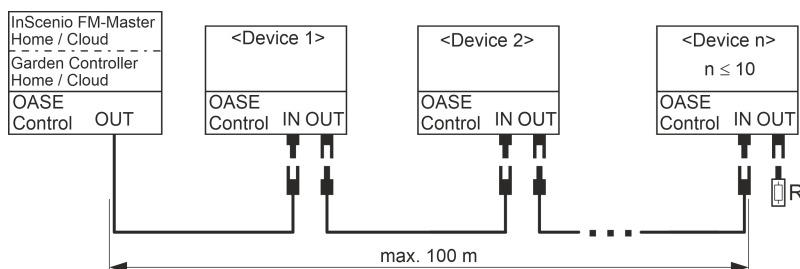 InScenio FM-Master
Home / Cloud
Garden Controller
Home / Cloud
OASE
Control OUT
<Device 1>
OASE
Control IN OUT
<Device 2>
OASE
Control IN OUT
<Device n>
n ≤ 10
OASE
Control IN OUT
R
max. 100 m